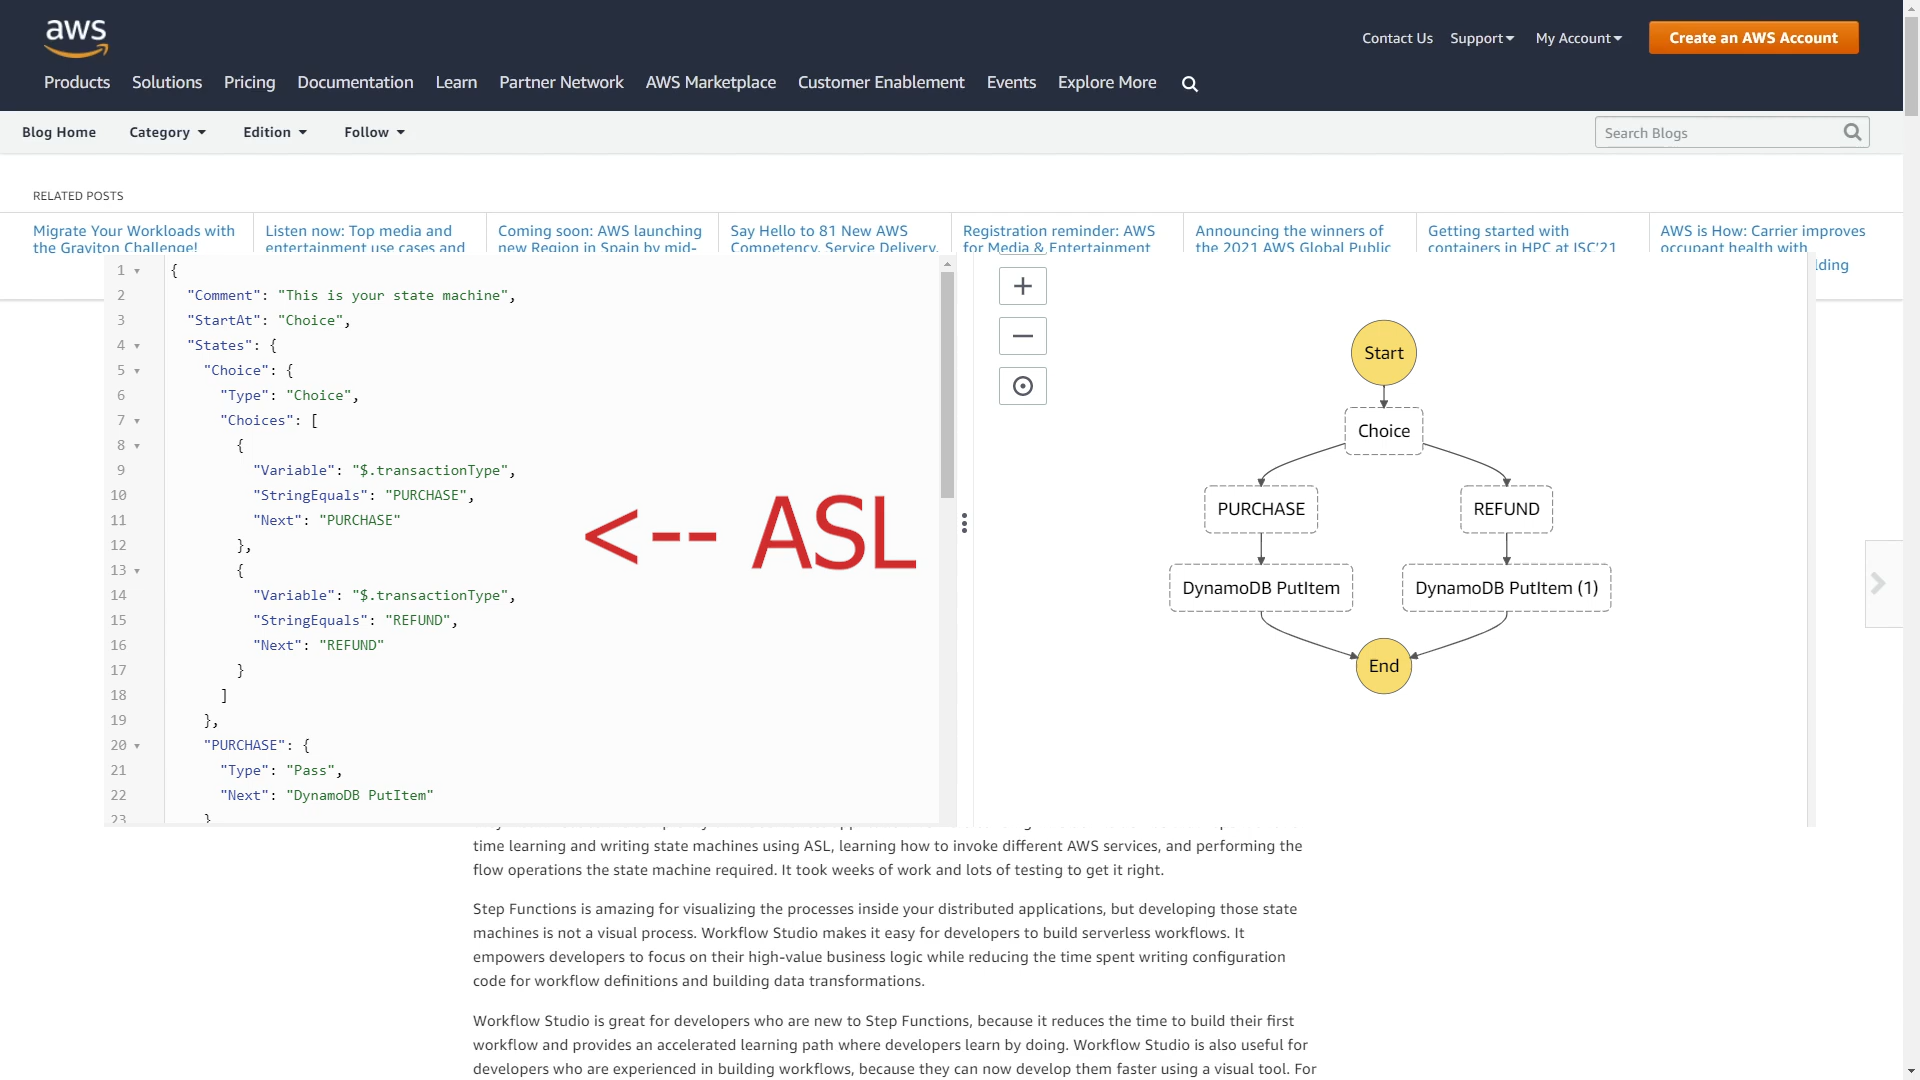 aws
Contact Us
Support
My Account
Create an AWS Account
Products
Solutions
Pricing
Documentation
Learn
Partner Network
AWS Marketplace
Customer Enablement
Events
Explore More
Blog Home
Category
Edition
Follow
Search Blogs
RELATED POSTS
Migrate Your Workloads with
the Graviton Challenge!
Listen now: Top media and
entertainment use cases and
Coming soon: AWS launching
new Region in Spain by mid-
Say Hello to 81 New AWS
Competency, Service Delivery,
Registration reminder: AWS
for Media & Entertainment
Announcing the winners of
the 2021 AWS Global Public
Getting started with
containers in HPC at ISC'21
AWS is How: Carrier improves
occupant health with
lding
1 {
2 "Comment": "This is your state machine",
3 "StartAt": "Choice",
4 "States": {
5 "Choice": {
6 "Type": "Choice",
7 "Choices": [
8 {
9 "Variable": "$.transactionType",
10 "StringEquals": "PURCHASE",
11 "Next": "PURCHASE"
12 },
13 {
14 "Variable": "$.transactionType",
15 "StringEquals": "REFUND",
16 "Next": "REFUND"
17 }
18 ]
19 },
20 "PURCHASE": {
21 "Type": "Pass",
22 "Next": "DynamoDB PutItem"
23 }
<-- ASL
Start
Choice
PURCHASE
REFUND
DynamoDB PutItem
DynamoDB PutItem (1)
End
time learning and writing state machines using ASL, learning how to invoke different AWS services, and performing the
flow operations the state machine required. It took weeks of work and lots of testing to get it right.
Step Functions is amazing for visualizing the processes inside your distributed applications, but developing those state
machines is not a visual process. Workflow Studio makes it easy for developers to build serverless workflows. It
empowers developers to focus on their high-value business logic while reducing the time spent writing configuration
code for workflow definitions and building data transformations.
Workflow Studio is great for developers who are new to Step Functions, because it reduces the time to build their first
workflow and provides an accelerated learning path where developers learn by doing. Workflow Studio is also useful for
developers who are experienced in building workflows, because they can now develop them faster using a visual tool. For